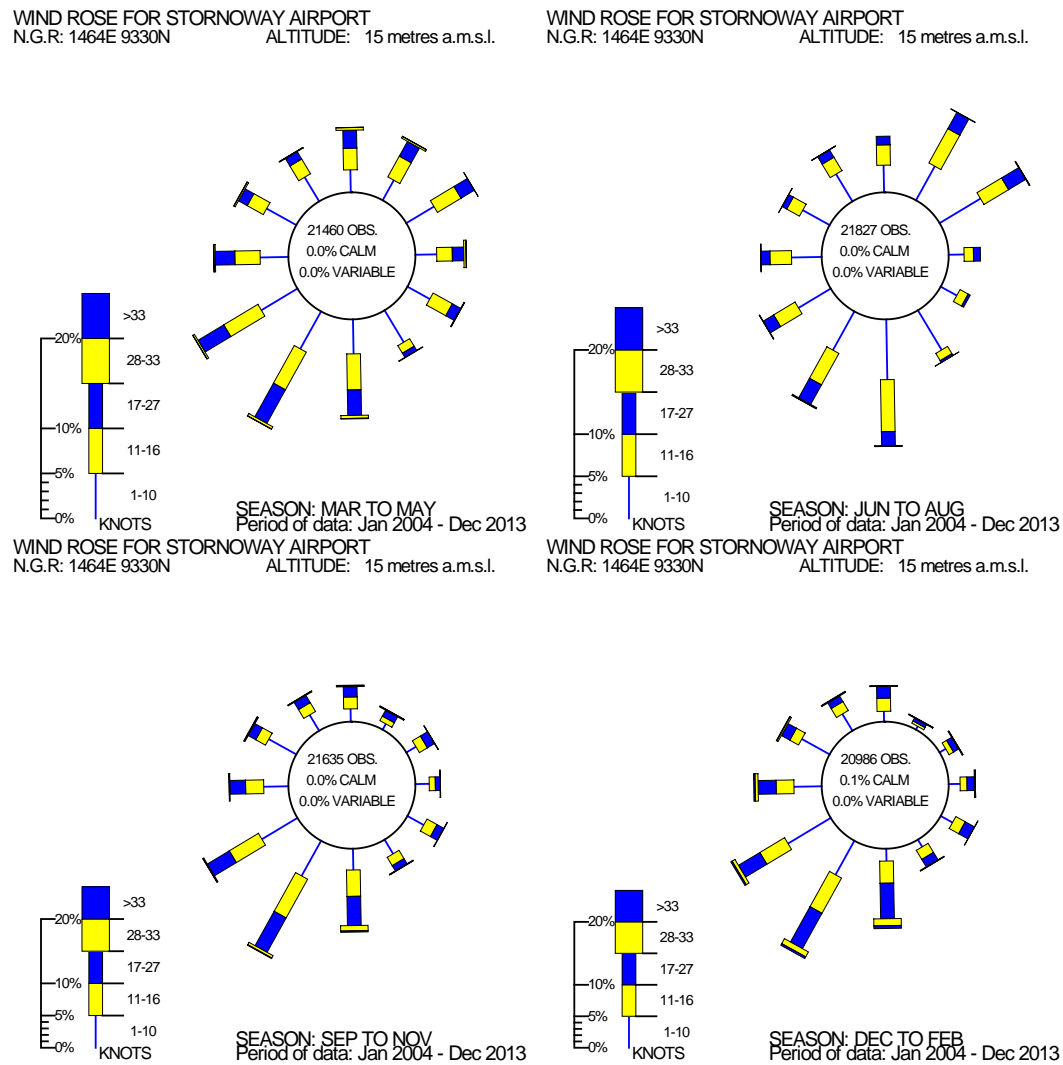 WIND ROSE FOR STORNOWAY AIRPORT
N.G.R: 1464E 9330N ALTITUDE: 15 metres a.m.s.l.
21460 OBS.
0.0% CALM
0.0% VARIABLE
>33
20%
28-33
17-27
10%
11-16
5%
1-10
0%
KNOTS
SEASON: MAR TO MAY
Period of data: Jan 2004 - Dec 2013
WIND ROSE FOR STORNOWAY AIRPORT
N.G.R: 1464E 9330N ALTITUDE: 15 metres a.m.s.l.
21827 OBS.
0.0% CALM
0.0% VARIABLE
>33
20%
28-33
17-27
10%
11-16
5%
1-10
0%
KNOTS
SEASON: JUN TO AUG
Period of data: Jan 2004 - Dec 2013
WIND ROSE FOR STORNOWAY AIRPORT
N.G.R: 1464E 9330N ALTITUDE: 15 metres a.m.s.l.
21635 OBS.
0.0% CALM
0.0% VARIABLE
>33
20%
28-33
17-27
10%
11-16
5%
1-10
0%
KNOTS
SEASON: SEP TO NOV
Period of data: Jan 2004 - Dec 2013
WIND ROSE FOR STORNOWAY AIRPORT
N.G.R: 1464E 9330N ALTITUDE: 15 metres a.m.s.l.
20986 OBS.
0.1% CALM
0.0% VARIABLE
>33
20%
28-33
17-27
10%
11-16
5%
1-10
0%
KNOTS
SEASON: DEC TO FEB
Period of data: Jan 2004 - Dec 2013